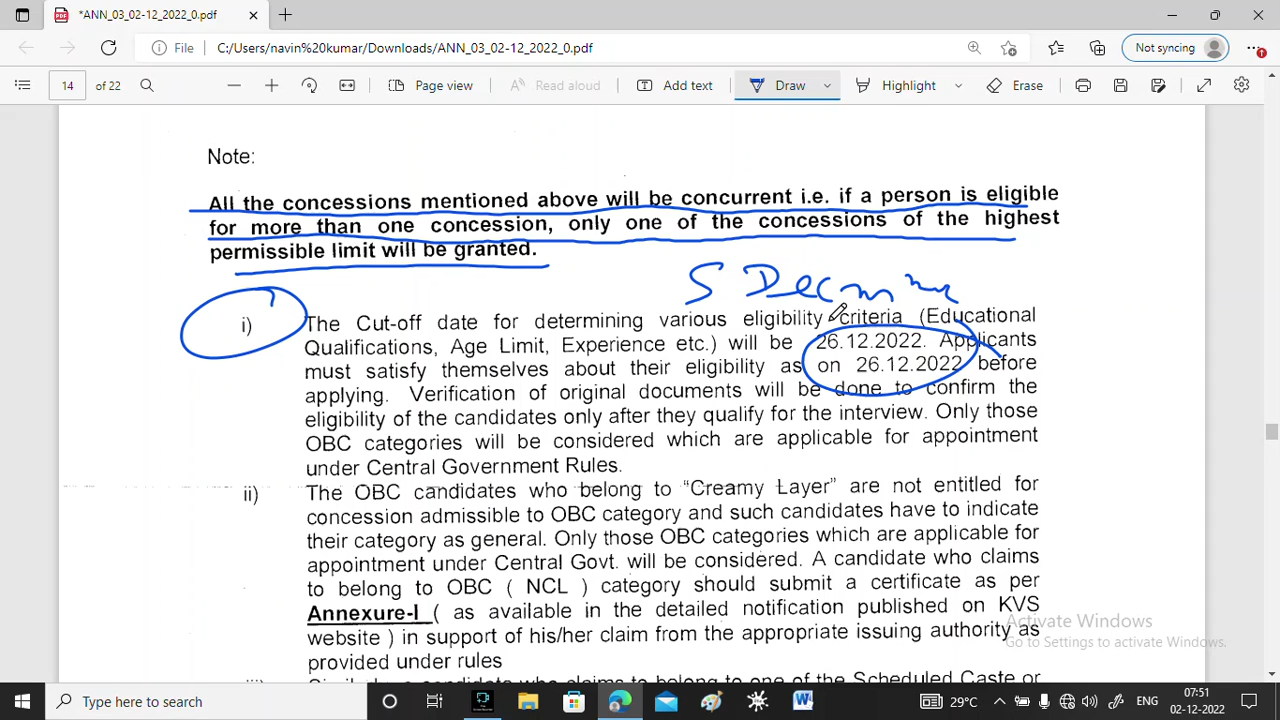 *ANN_03_02-12_2022_0.pdf
File C:/Users/navin%20kumar/Downloads/ANN_03_02-12_2022_0.pdf Not syncing
14 of 22 Page view Read aloud Add text Draw Highlight Erase
Note:
All the concessions mentioned above will be concurrent i.e. if a person is eligible
for more than one concession, only one of the concessions of the highest
permissible limit will be granted.
i) The Cut-off date for determining various eligibility criteria (Educational
Qualifications, Age Limit, Experience etc.) will be 26.12.2022. Applicants
must satisfy themselves about their eligibility as on 26.12.2022 before
applying. Verification of original documents will be done to confirm the
eligibility of the candidates only after they qualify for the interview. Only those
OBC categories will be considered which are applicable for appointment
under Central Government Rules.
ii) The OBC candidates who belong to “Creamy Layer” are not entitled for
concession admissible to OBC category and such candidates have to indicate
their category as general. Only those OBC categories which are applicable for
appointment under Central Govt. will be considered. A candidate who claims
to belong to OBC ( NCL ) category should submit a certificate as per
Annexure-I ( as available in the detailed notification published on KVS
website ) in support of his/her claim from the appropriate issuing authority as
provided under rules
Activate Windows
Go to Settings to activate Windows.
Type here to search 29°C ENG 07:51
02-12-2022